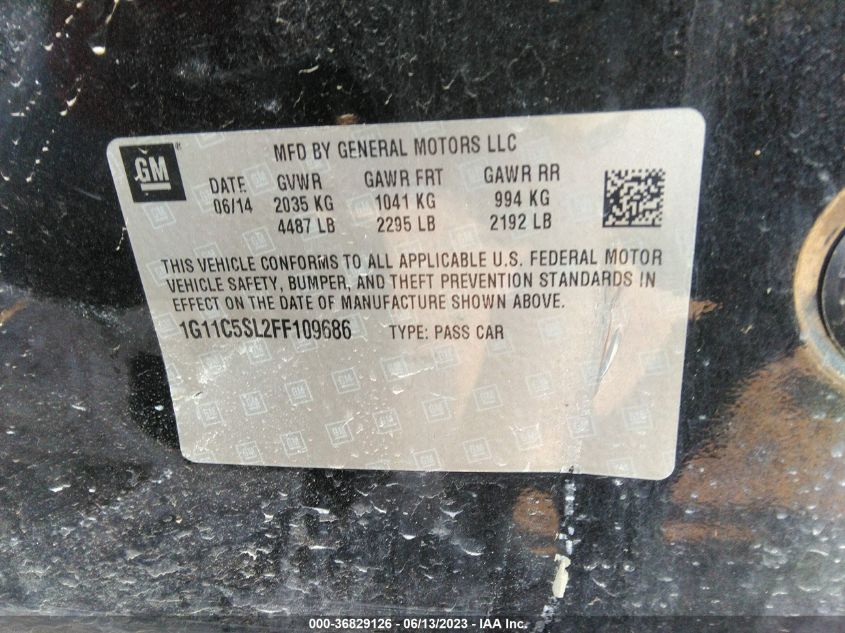 GM
MFD BY GENERAL MOTORS LLC
DATE GVWR GAWR FRT GAWR RR
06/14 2035 KG 1041 KG 994 KG
4487 LB 2295 LB 2192 LB
THIS VEHICLE CONFORMS TO ALL APPLICABLE U.S. FEDERAL MOTOR
VEHICLE SAFETY, BUMPER, AND THEFT PREVENTION STANDARDS IN
EFFECT ON THE DATE OF MANUFACTURE SHOWN ABOVE.
1G11C5SL2FF109686 TYPE: PASS CAR
000-36829126 - 06/13/2023 - IAA Inc.